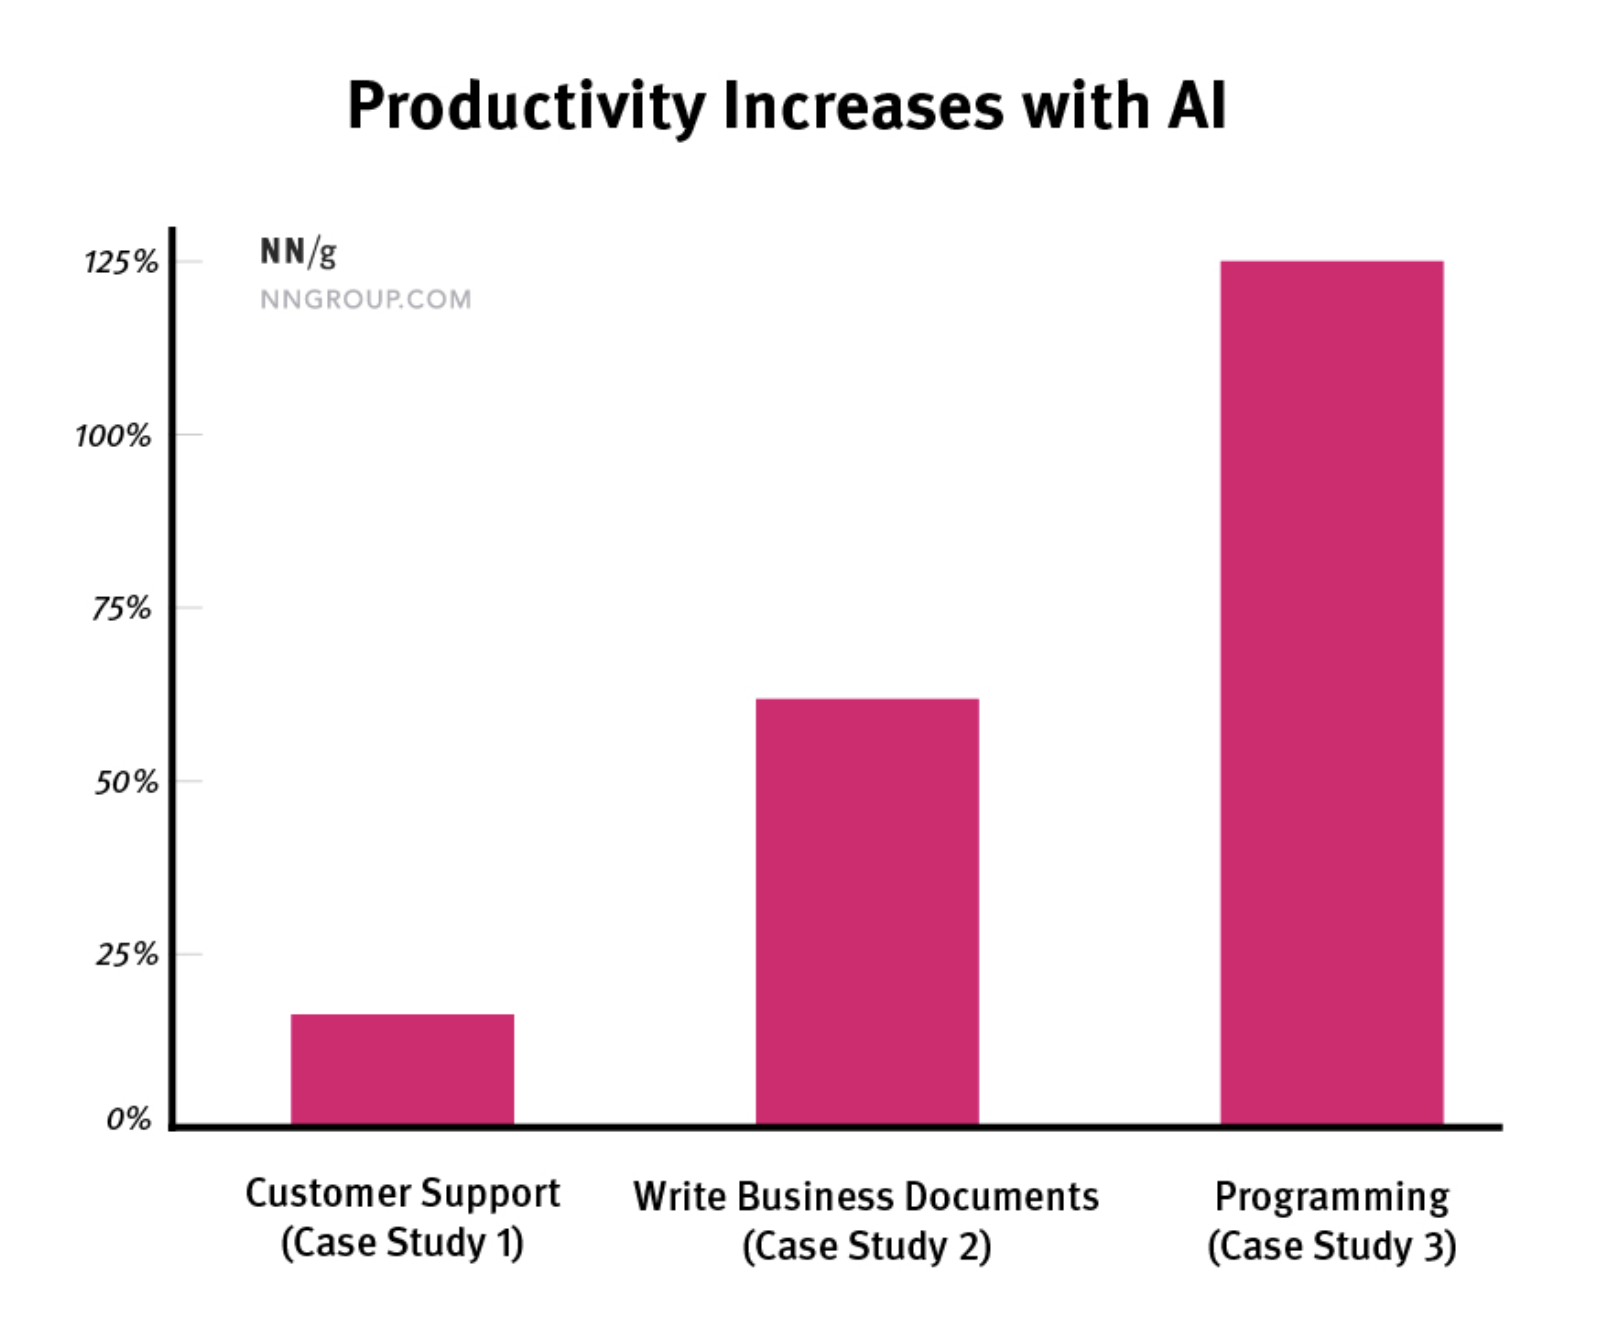 Productivity Increases with AI
NN/g
NNGROUP.COM
125%
100%
75%
50%
25%
0%
Customer Support
(Case Study 1)
Write Business Documents
(Case Study 2)
Programming
(Case Study 3)